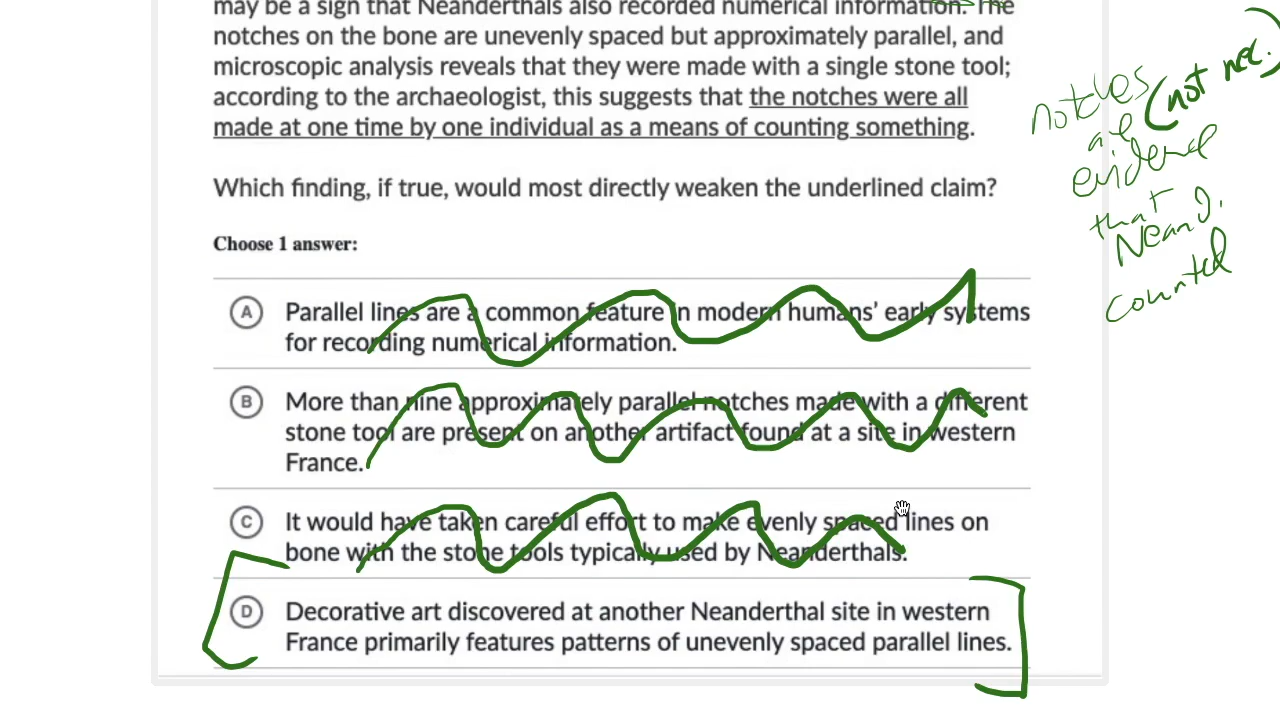 may be a sign that Neanderthals also recorded numerical information. The
notches on the bone are unevenly spaced but approximately parallel, and
microscopic analysis reveals that they were made with a single stone tool;
according to the archaeologist, this suggests that the notches were all
made at one time by one individual as a means of counting something.
Which finding, if true, would most directly weaken the underlined claim?
Choose 1 answer:
A Parallel lines are a common feature in modern humans' early systems
for recording numerical information.
B More than nine approximately parallel notches made with a different
stone tool are present on another artifact found at a site in western
France.
C It would have taken careful effort to make evenly spaced lines on
bone with the stone tools typically used by Neanderthals.
D Decorative art discovered at another Neanderthal site in western
France primarily features patterns of unevenly spaced parallel lines.
notches (not nec.)
evidence
that
Neand.
counted